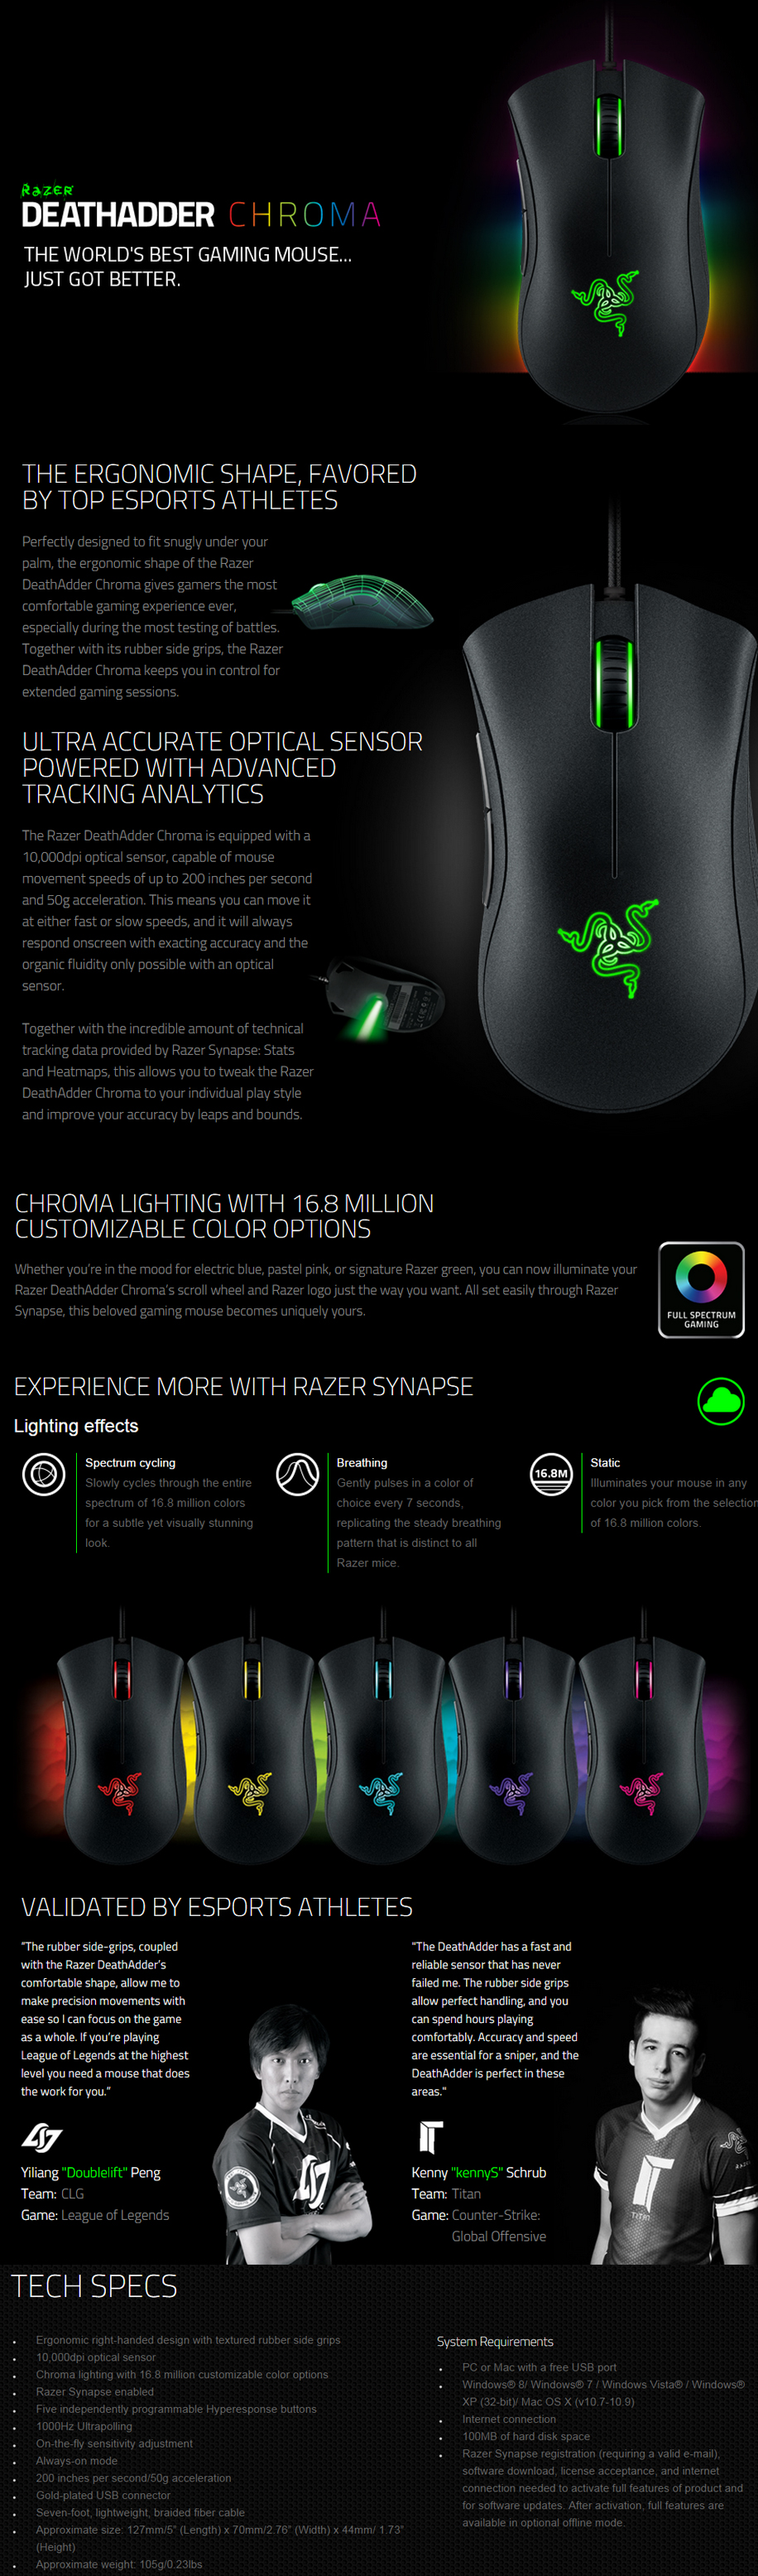 RAZER
DEATHADDER CHROMA
THE WORLD'S BEST GAMING MOUSE...
JUST GOT BETTER.
THE ERGONOMIC SHAPE, FAVORED
BY TOP ESPORTS ATHLETES
Perfectly designed to fit snugly under your
palm, the ergonomic shape of the Razer
DeathAdder Chroma gives gamers the most
comfortable gaming experience ever,
especially during the most testing of battles.
Together with its rubber side grips, the Razer
DeathAdder Chroma keeps you in control for
extended gaming sessions.
ULTRA ACCURATE OPTICAL SENSOR
POWERED WITH ADVANCED
TRACKING ANALYTICS
The Razer DeathAdder Chroma is equipped with a
10,000dpi optical sensor, capable of mouse
movement speeds of up to 200 inches per second
and 50g acceleration. This means you can move it
at either fast or slow speeds, and it will always
respond onscreen with exacting accuracy and the
organic fluidity only possible with an optical
sensor.
Together with the incredible amount of technical
tracking data provided by Razer Synapse: Stats
and Heatmaps, this allows you to tweak the Razer
DeathAdder Chroma to your individual play style
and improve your accuracy by leaps and bounds.
CHROMA LIGHTING WITH 16.8 MILLION
CUSTOMIZABLE COLOR OPTIONS
Whether you're in the mood for electric blue, pastel pink, or signature Razer green, you can now illuminate your
Razer DeathAdder Chroma's scroll wheel and Razer logo just the way you want. All set easily through Razer
Synapse, this beloved gaming mouse becomes uniquely yours.
FULL SPECTRUM
GAMING
EXPERIENCE MORE WITH RAZER SYNAPSE
Lighting effects
Spectrum cycling
Slowly cycles through the entire
spectrum of 16.8 million colors
for a subtle yet visually stunning
look.
Breathing
Gently pulses in a color of
choice every 7 seconds,
replicating the steady breathing
pattern that is distinct to all
Razer mice.
16.8M
Static
Illuminates your mouse in any
color you pick from the selection
of 16.8 million colors.
VALIDATED BY ESPORTS ATHLETES
"The rubber side-grips, coupled
with the Razer DeathAdder's
comfortable shape, allow me to
make precision movements with
ease so I can focus on the game
as a whole. If you're playing
League of Legends at the highest
level you need a mouse that does
the work for you."
Yiliang "Doublelift" Peng
Team: CLG
Game: League of Legends
"The DeathAdder has a fast and
reliable sensor that has never
failed me. The rubber side grips
allow perfect handling, and you
can spend hours playing
comfortably. Accuracy and speed
are essential for a sniper, and the
DeathAdder is perfect in these
areas."
Kenny "kennyS" Schrub
Team: Titan
Game: Counter-Strike:
Global Offensive
TITAN
TECH SPECS
Ergonomic right-handed design with textured rubber side grips
10,000dpi optical sensor
Chroma lighting with 16.8 million customizable color options
Razer Synapse enabled
Five independently programmable Hyperesponse buttons
1000Hz Ultrapolling
On-the-fly sensitivity adjustment
Always-on mode
200 inches per second/50g acceleration
Gold-plated USB connector
Seven-foot, lightweight, braided fiber cable
Approximate size: 127mm/5" (Length) x 70mm/2.76" (Width) x 44mm/ 1.73"
(Height)
Approximate weight: 105g/0.23lbs
System Requirements
PC or Mac with a free USB port
Windows® 8/ Windows® 7 / Windows Vista® / Windows®
XP (32-bit)/ Mac OS X (v10.7-10.9)
Internet connection
100MB of hard disk space
Razer Synapse registration (requiring a valid e-mail),
software download, license acceptance, and internet
connection needed to activate full features of product and
for software updates. After activation, full features are
available in optional offline mode.